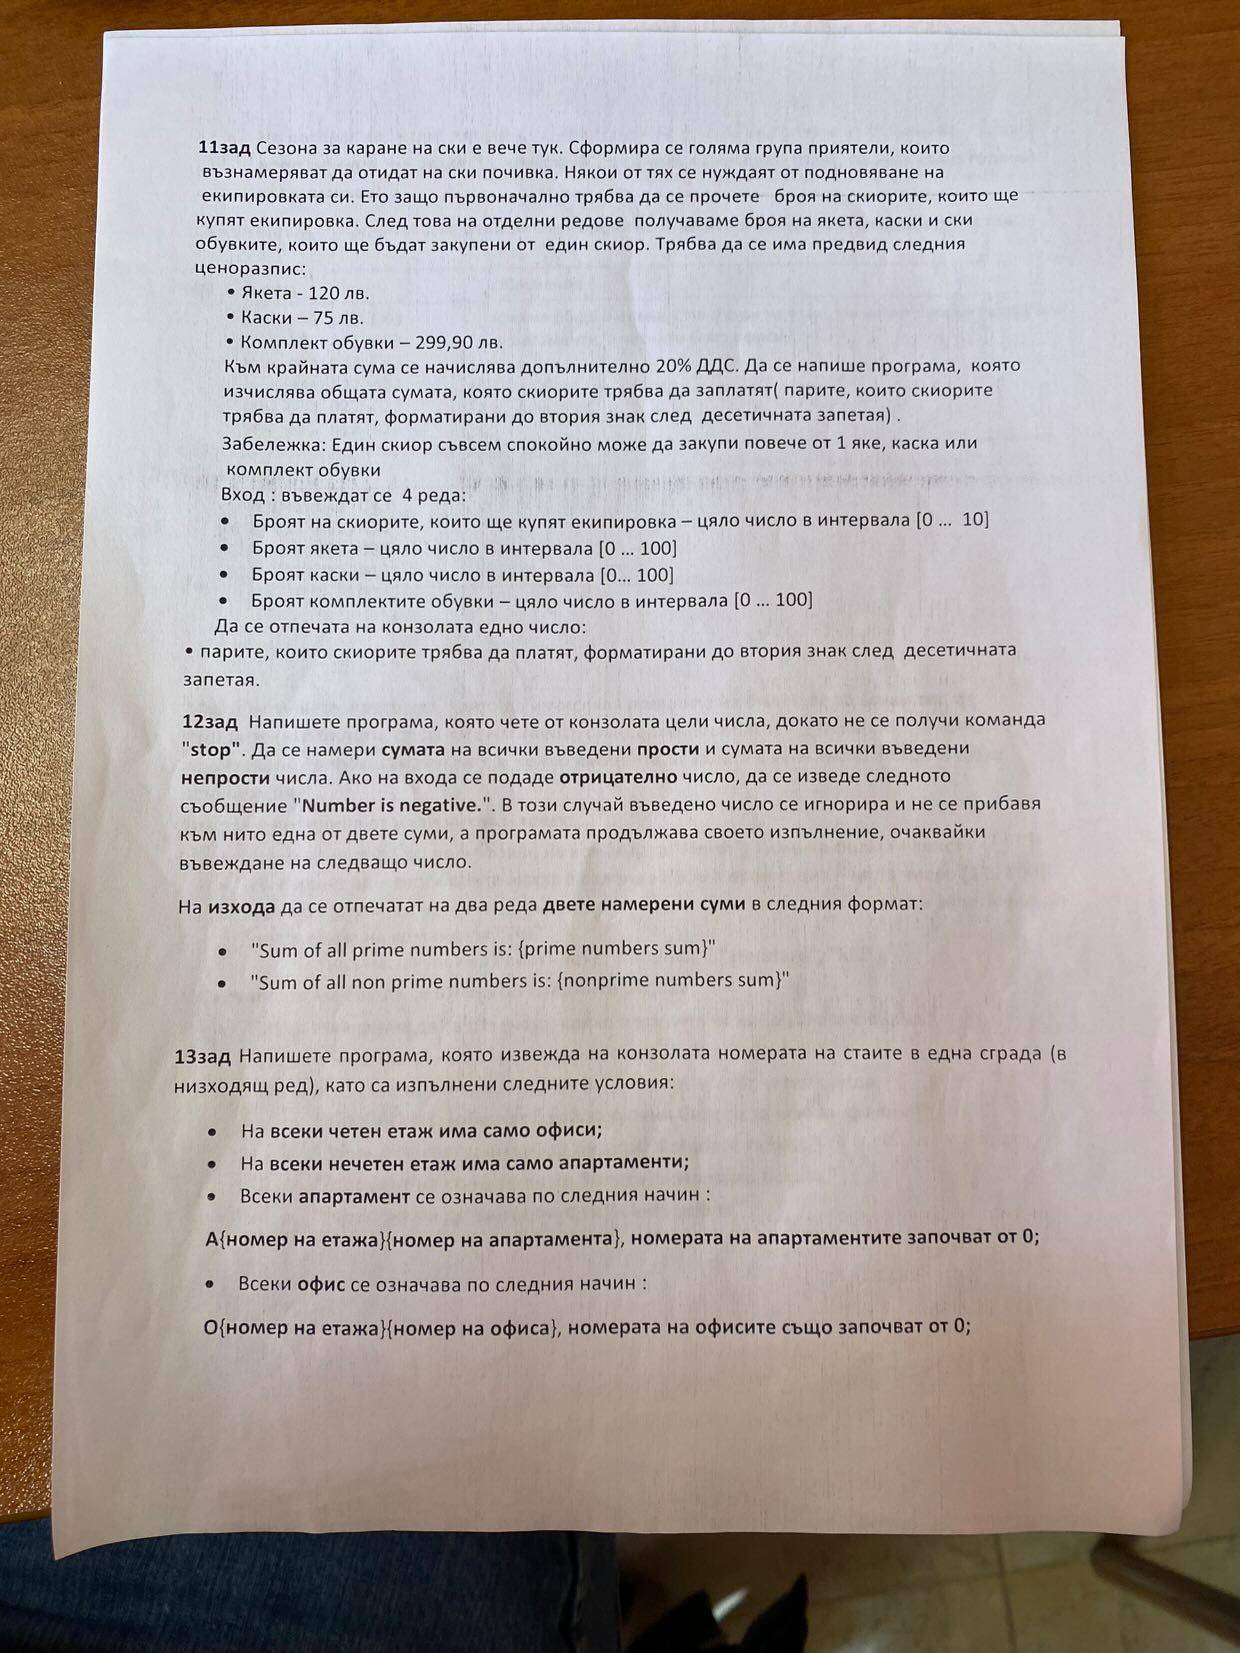 11зад Сезона за каране на ски е вече тук. Сформира се голяма група приятели, които
възнамеряват да отидат на ски почивка. Някои от тях се нуждаят от подновяване на
екипировката си. Ето защо първоначално трябва да се прочете броя на скиорите, които ще
купят екипировка. След това на отделни редове получаваме броя на якета, каски и ски
обувките, които ще бъдат закупени от един скиор. Трябва да се има предвид следния
ценоразпис:
• Якета - 120 лв.
• Каски – 75 лв.
• Комплект обувки – 299,90 лв.
Към крайната сума се начислява допълнително 20% ДДС. Да се напише програма, която
изчислява общата сумата, която скиорите трябва да заплатят( парите, които скиорите
трябва да платят, форматирани до втория знак след десетичната запетая) .
Забележка: Един скиор съвсем спокойно може да закупи повече от 1 яке, каска или
комплект обувки
Вход : въвеждат се 4 реда:
• Броят на скиорите, които ще купят екипировка – цяло число в интервала [0 ... 10]
• Броят якета – цяло число в интервала [0 ... 100]
• Броят каски – цяло число в интервала [0... 100]
• Броят комплектите обувки – цяло число в интервала [0 ... 100]
Да се отпечата на конзолата едно число:
• парите, които скиорите трябва да платят, форматирани до втория знак след десетичната
запетая.
12зад Напишете програма, която чете от конзолата цели числа, докато не се получи команда
"stop". Да се намери сумата на всички въведени прости и сумата на всички въведени
непрости числа. Ако на входа се подаде отрицателно число, да се изведе следното
съобщение "Number is negative.". В този случай въведено число се игнорира и не се прибавя
към нито една от двете суми, а програмата продължава своето изпълнение, очаквайки
въвеждане на следващо число.
На изхода да се отпечатат на два реда двете намерени суми в следния формат:
• "Sum of all prime numbers is: {prime numbers sum}"
• "Sum of all non prime numbers is: {nonprime numbers sum}"
13зад Напишете програма, която извежда на конзолата номерата на стаите в една сграда (в
низходящ ред), като са изпълнени следните условия:
• На всеки четен етаж има само офиси;
• На всеки нечетен етаж има само апартаменти;
• Всеки апартамент се означава по следния начин :
А{номер на етажа}{номер на апартамента}, номерата на апартаментите започват от 0;
• Всеки офис се означава по следния начин :
О{номер на етажа}{номер на офиса}, номерата на офисите също започват от 0;